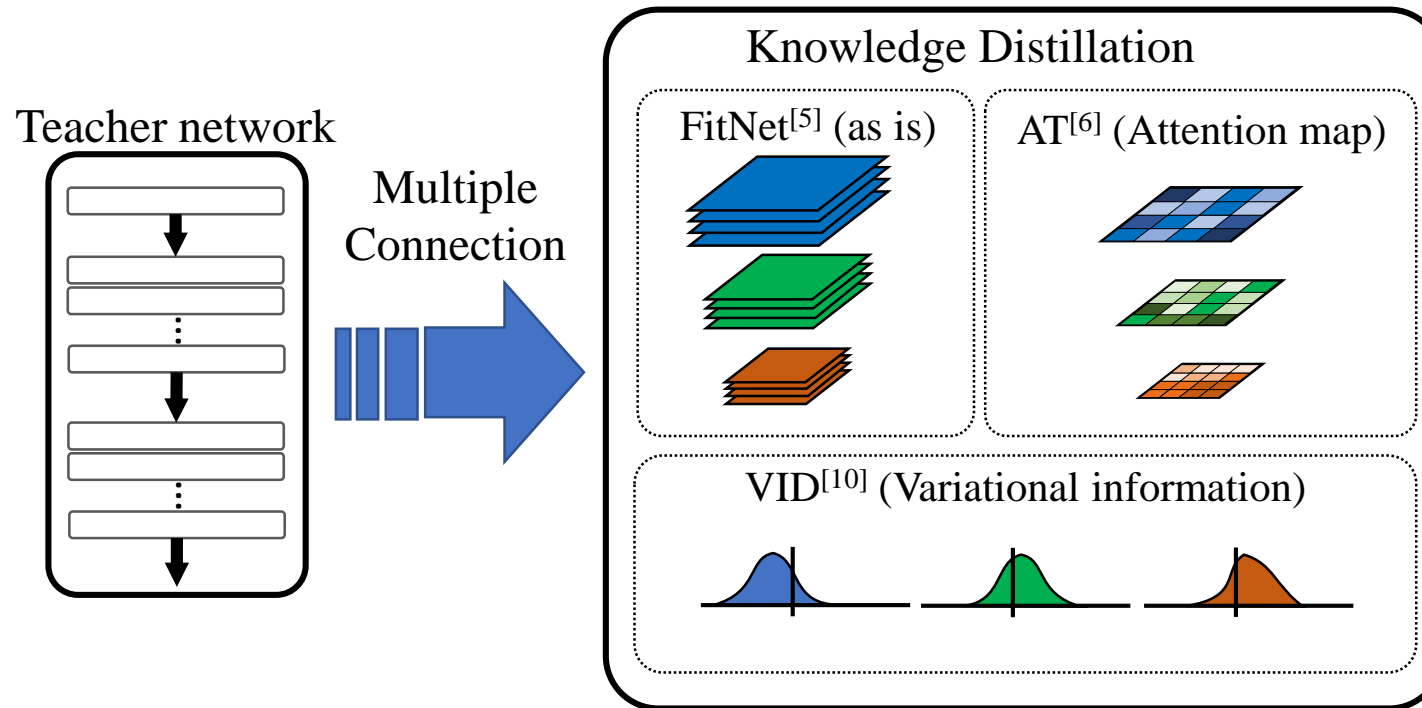 Knowledge Distillation
Teacher network
Multiple
Connection
FitNet[5] (as is)
AT[6] (Attention map)
VID[10] (Variational information)